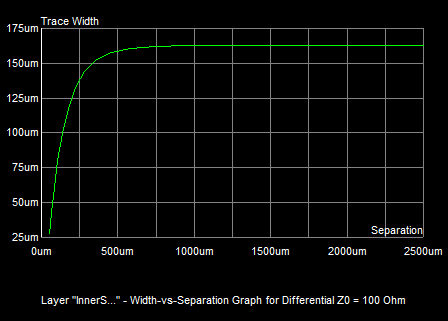 Trace Width
175um
150um
125um
100um
75um
50um
25um
Separation
0um 500um 1000um 1500um 2000um 2500um
Layer "InnerS..." - Width-vs-Separation Graph for Differential Z0 = 100 Ohm